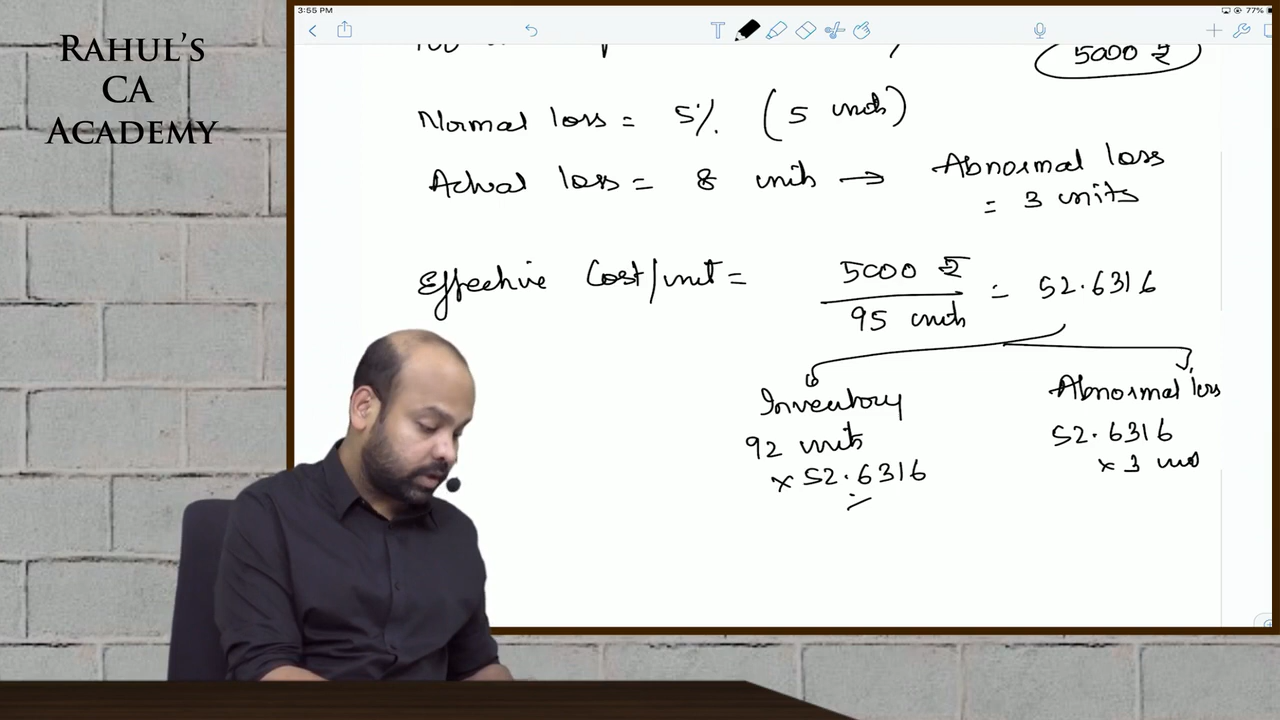 RAHUL'S
CA
ACADEMY
3:55 PM
77%
T
100
5000 ₹
Normal loss = 5% (5 units)
Actual loss = 8 units → Abnormal loss
= 3 units
Effective Cost/unit = 5000 ₹
95 units
= 52.6316
Inventory
92 units
× 52.6316
Abnormal loss
52.6316
× 3 units